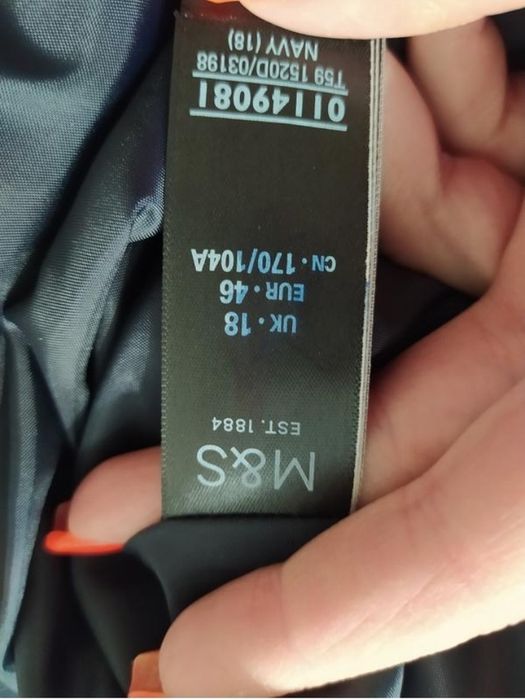 M&S
EST. 1884
UK • 18
EUR • 46
CN • 170/104A
01149081
T59 1520D/03198
NAVY (18)